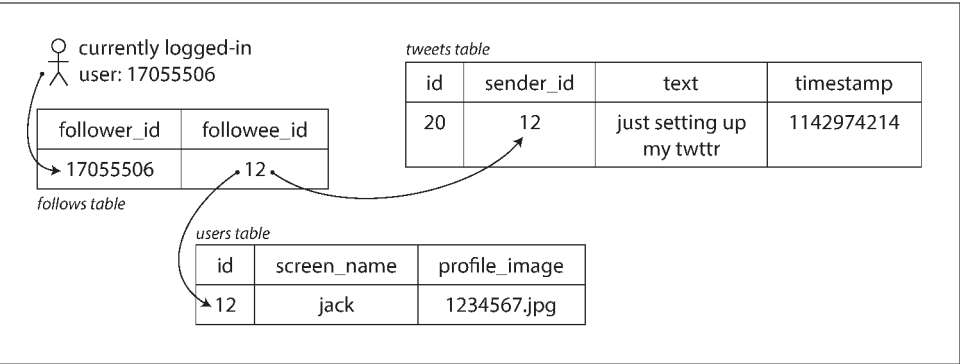 currently logged-in
user: 17055506
follower_id followee_id
17055506 12
follows table
tweets table
id sender_id text timestamp
20 12 just setting up 1142974214
my twttr
users table
id screen_name profile_image
12 jack 1234567.jpg